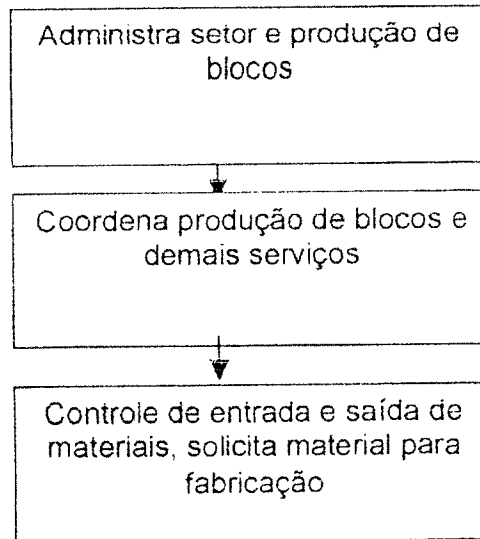 Administra setor e produção de
blocos
Coordena produção de blocos e
demais serviços
Controle de entrada e saída de
materiais, solicita material para
fabricação